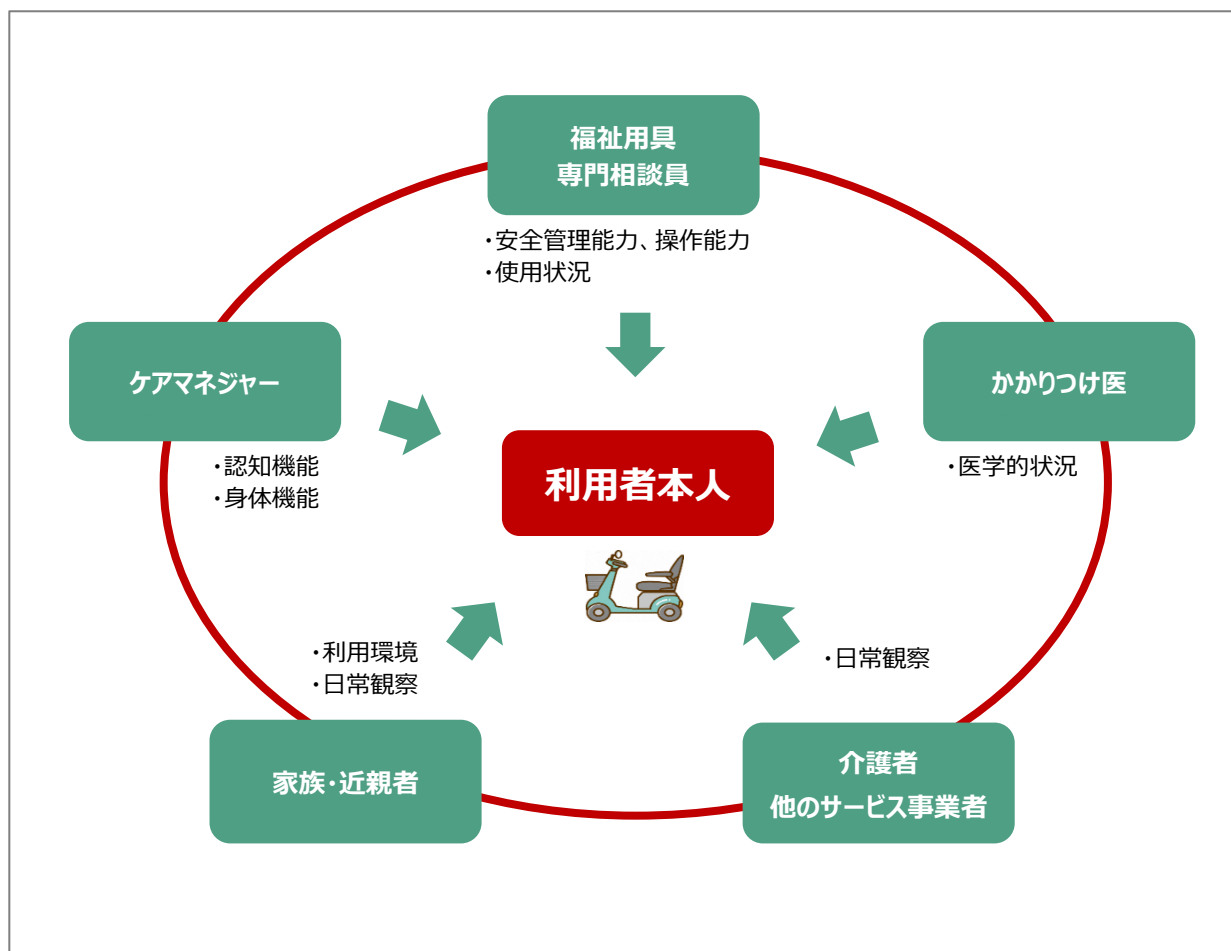 福祉用具
専門相談員
・安全管理能力、操作能力
・使用状況
ケアマネジャー
・認知機能
・身体機能
かかりつけ医
・医学的状況
利用者本人
・利用環境
・日常観察
家族・近親者
・日常観察
介護者
他のサービス事業者